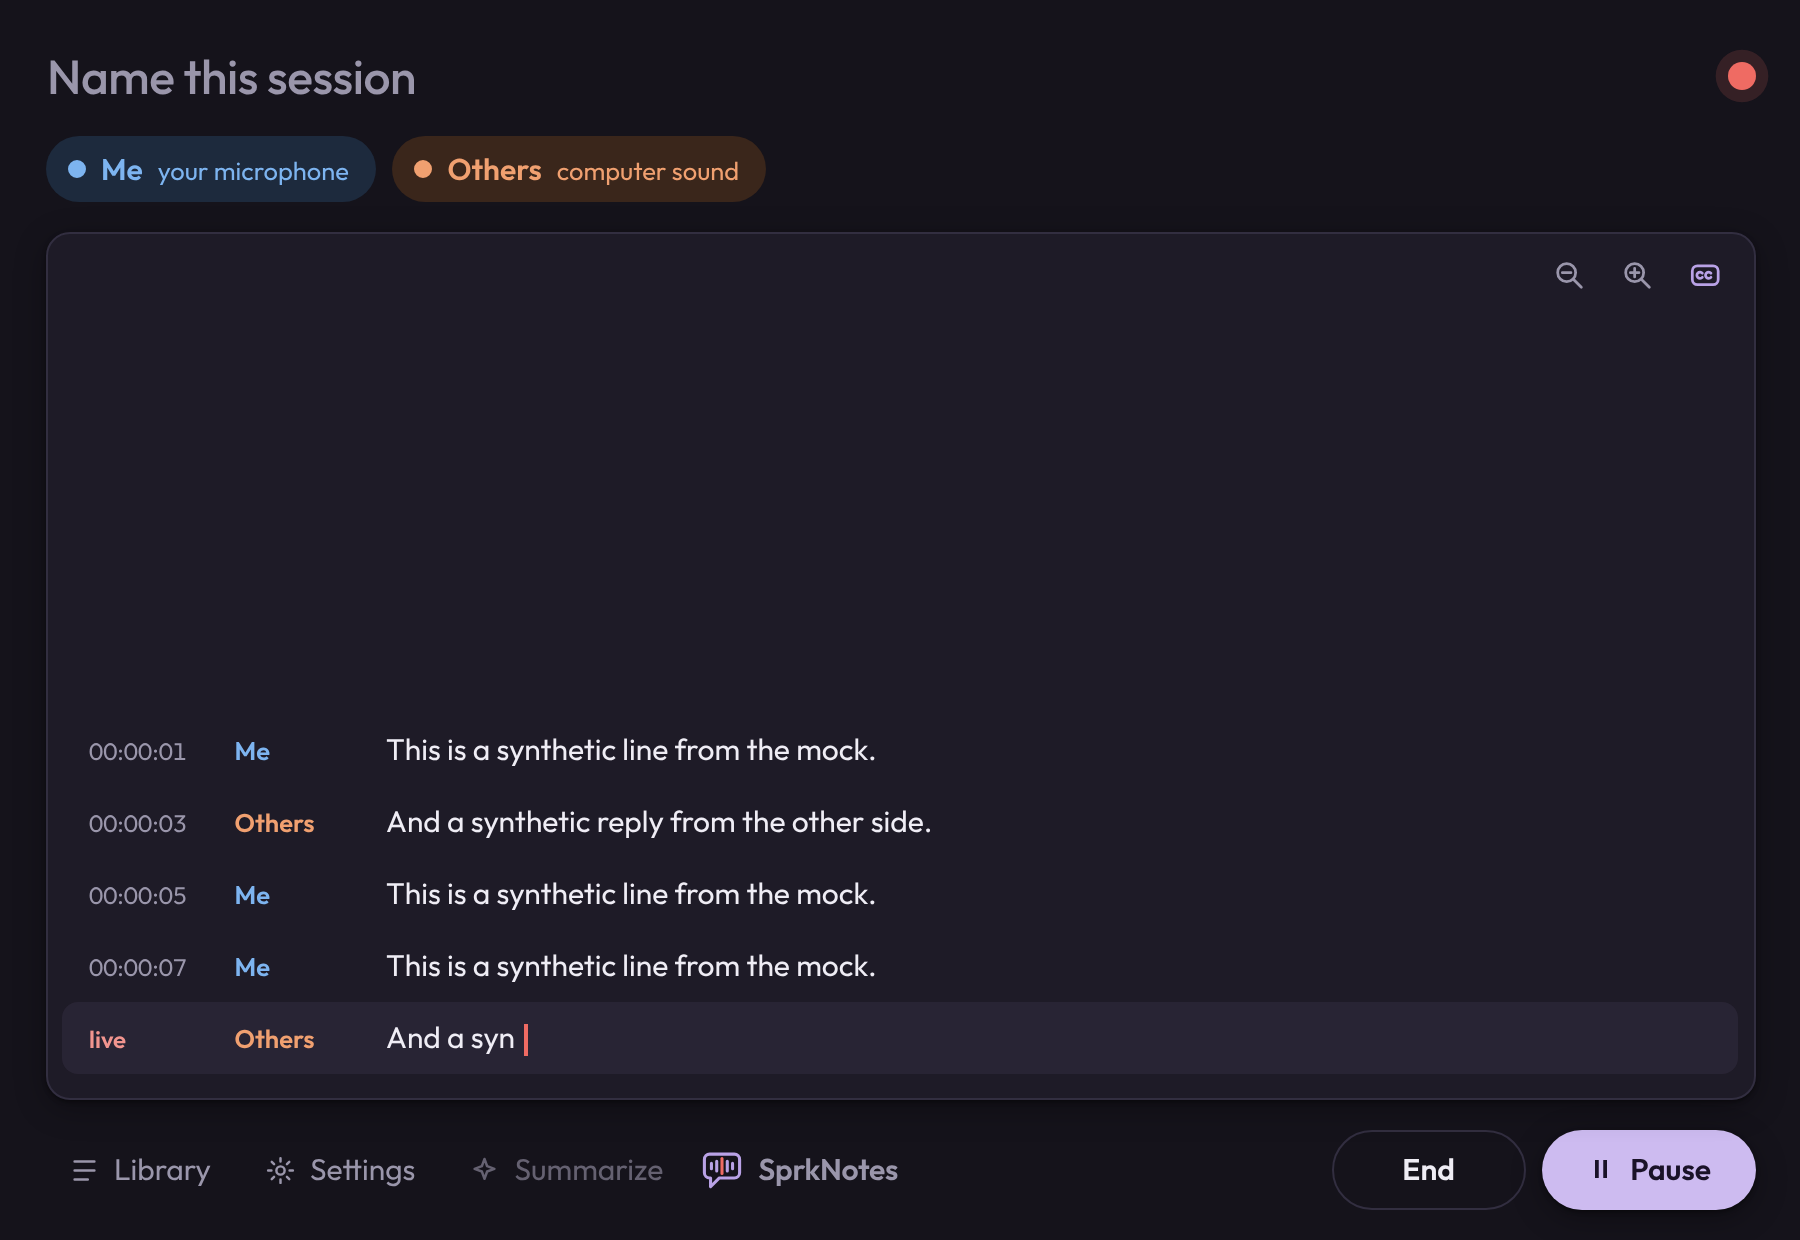 Name this session
Me your microphone Others computer sound
CC
00:00:01 Me This is a synthetic line from the mock.
00:00:03 Others And a synthetic reply from the other side.
00:00:05 Me This is a synthetic line from the mock.
00:00:07 Me This is a synthetic line from the mock.
live Others And a syn
Library Settings Summarize SprkNotes End Pause